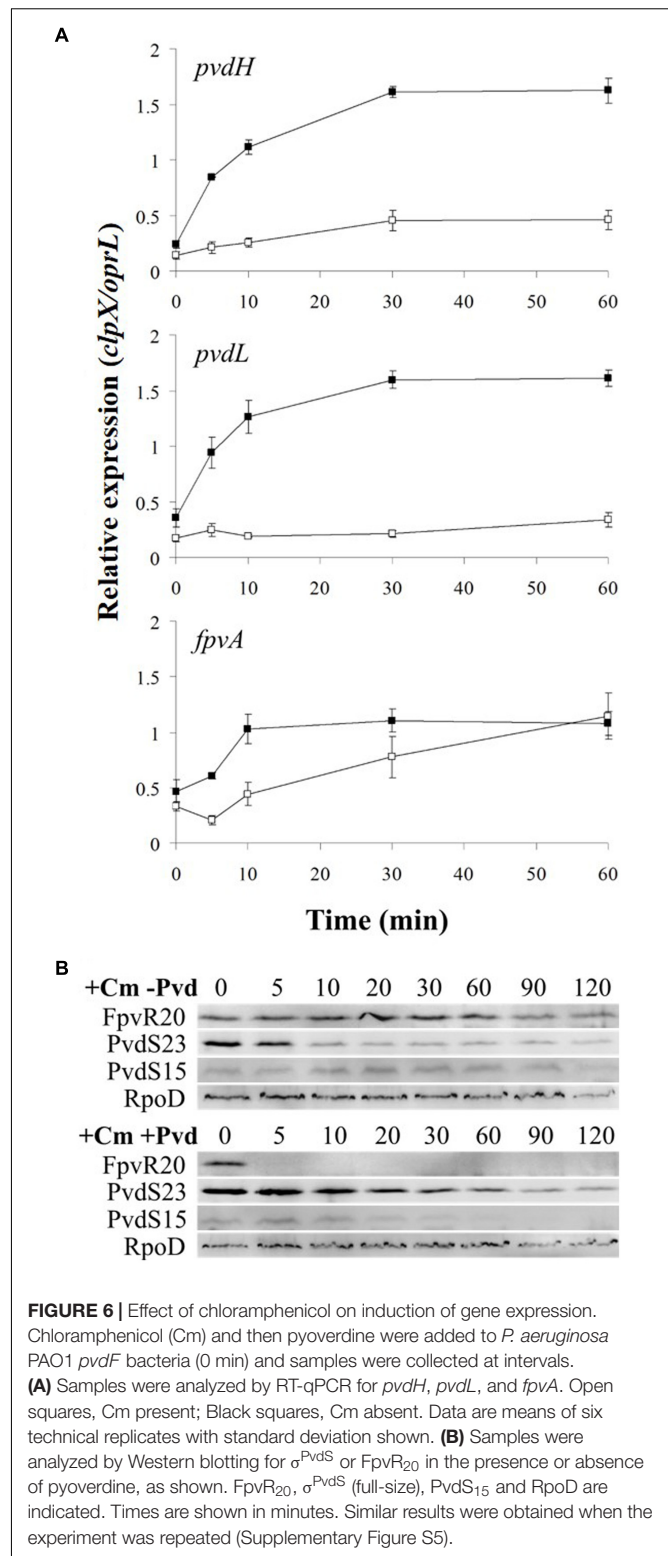 A
Relative expression (clpX/oprL)
pvdH
2
1.5
1
0.5
0
0 10 20 30 40 50 60
pvdL
2
1.5
1
0.5
0
0 10 20 30 40 50 60
fpvA
2
1.5
1
0.5
0
0 10 20 30 40 50 60
Time (min)
B
+Cm -Pvd 0 5 10 20 30 60 90 120
FpvR20
PvdS23
PvdS15
RpoD
+Cm +Pvd 0 5 10 20 30 60 90 120
FpvR20
PvdS23
PvdS15
RpoD
FIGURE 6 | Effect of chloramphenicol on induction of gene expression.
Chloramphenicol (Cm) and then pyoverdine were added to P. aeruginosa
PAO1 pvdF bacteria (0 min) and samples were collected at intervals.
(A) Samples were analyzed by RT-qPCR for pvdH, pvdL, and fpvA. Open
squares, Cm present; Black squares, Cm absent. Data are means of six
technical replicates with standard deviation shown. (B) Samples were
analyzed by Western blotting for σPvdS or FpvR20 in the presence or absence
of pyoverdine, as shown. FpvR20, σPvdS (full-size), PvdS15 and RpoD are
indicated. Times are shown in minutes. Similar results were obtained when the
experiment was repeated (Supplementary Figure S5).